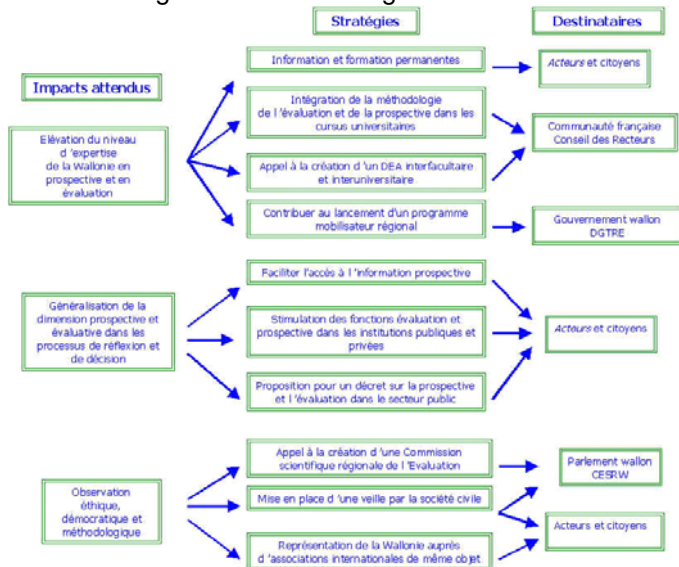 Stratégies
Destinataires
Impacts attendus
Information et formation permanentes
Acteurs et citoyens
Elévation du niveau
d 'expertise
de la Wallonie en
prospective et en
évaluation
Intégration de la méthodologie
de l 'évaluation et de la prospective dans les
cursus universitaires
Appel à la création d 'un DEA interfacultaire
et interuniversitaire
Communauté française
Conseil des Recteurs
Contribuer au lancement d'un programme
mobilisateur régional
Gouvernement wallon
DGTRE
Généralisation de la
dimension prospective et
évaluative dans les
processus de réflexion et
de décision
Faciliter l'accès à l 'information prospective
Stimulation des fonctions évaluation et
prospective dans les institutions publiques et
privées
Proposition pour un décret sur la prospective
et l 'évaluation dans le secteur public
Acteurs et citoyens
Observation
éthique,
démocratique et
méthodologique
Appel à la création d 'une Commission
scientifique régionale de l 'Evaluation
Mise en place d 'une veille par la société civile
Représentation de la Wallonie auprès
d 'associations internationales de même objet
Parlement wallon
CESRW
Acteurs et citoyens